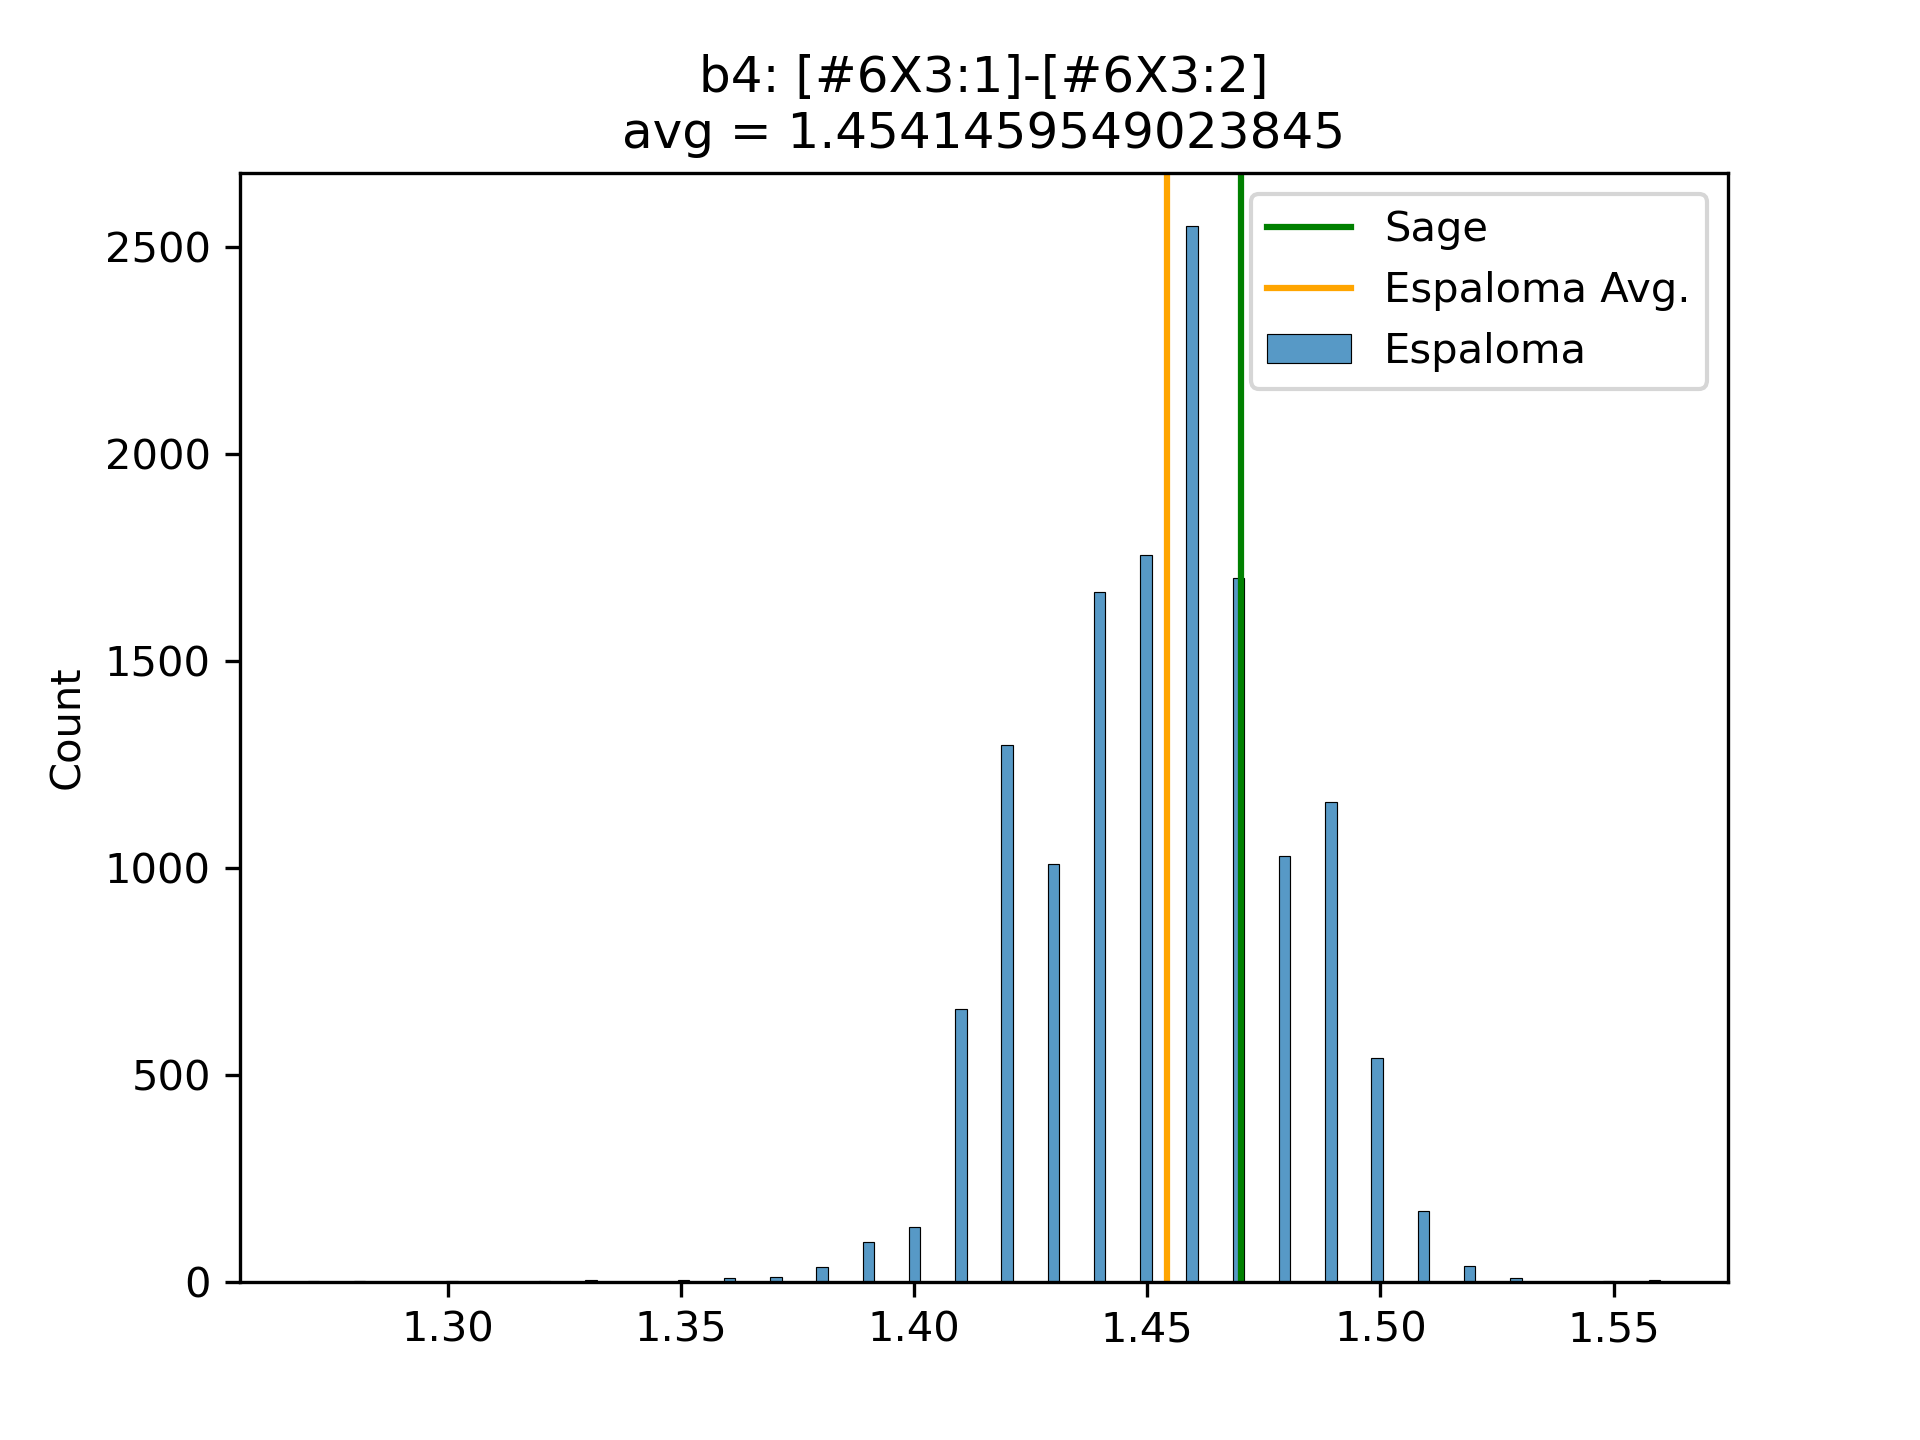 b4: [#6X3:1]-[#6X3:2]
avg = 1.4541459549023845
Sage
Espaloma Avg.
Espaloma
Count
2500
2000
1500
1000
500
0
1.30 1.35 1.40 1.45 1.50 1.55